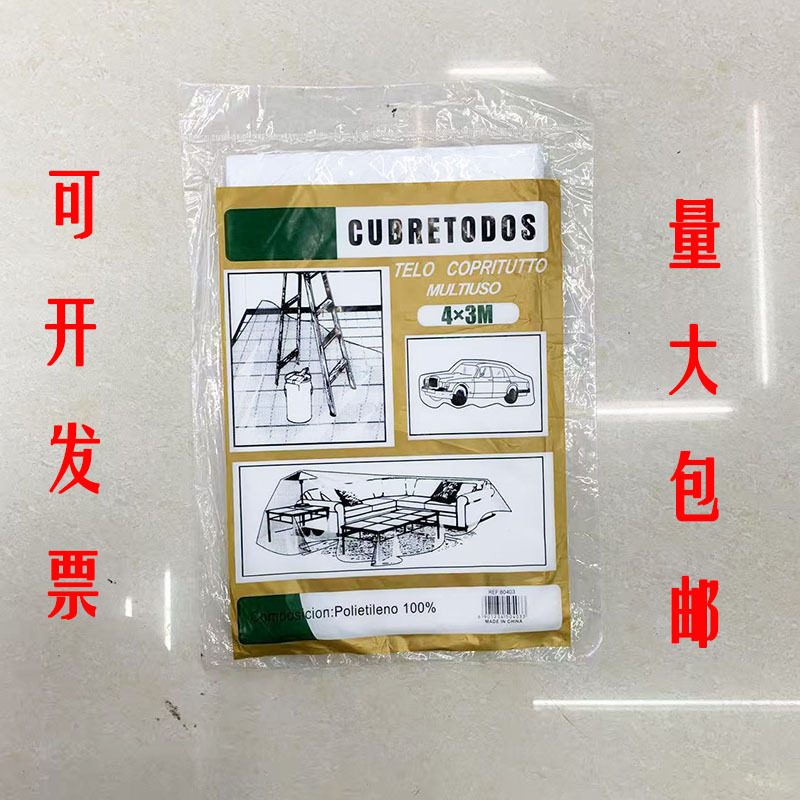 可开发票
量大包邮
CUBRETODOS
TELO COPRITUTTO
MULTIUSO
4×3M
Composicion:Polietileno 100%
REF 80403
MADE IN CHINA